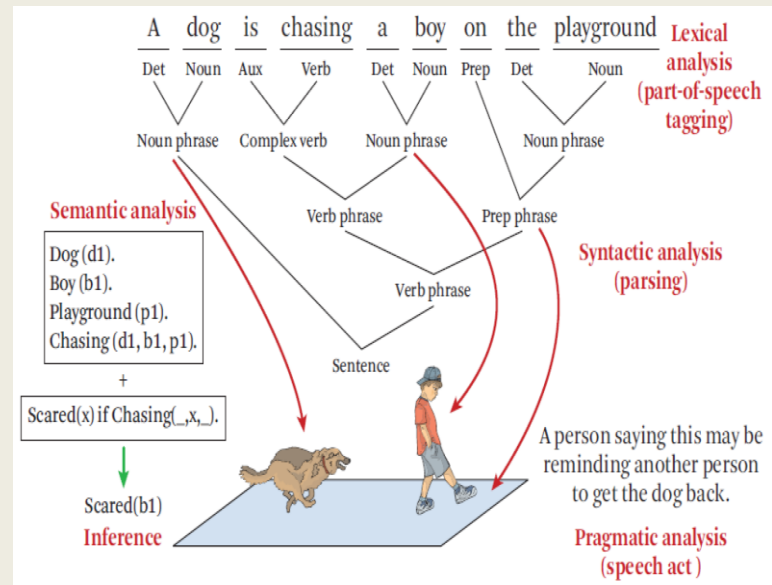 A dog is chasing a boy on the playground
Det Noun Aux Verb Det Noun Prep Det Noun
Lexical
analysis
(part-of-speech
tagging)
Noun phrase Complex verb Noun phrase Noun phrase
Verb phrase Prep phrase
Verb phrase
Sentence
Syntactic analysis
(parsing)
Semantic analysis
Dog (d1).
Boy (b1).
Playground (p1).
Chasing (d1, b1, p1).
+
Scared(x) if Chasing(_,x,_).
Scared(b1)
Inference
A person saying this may be
reminding another person
to get the dog back.
Pragmatic analysis
(speech act )